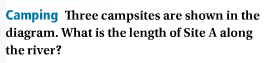 Camping Three campsites are shown in the
diagram. What is the length of Site A along
the river?